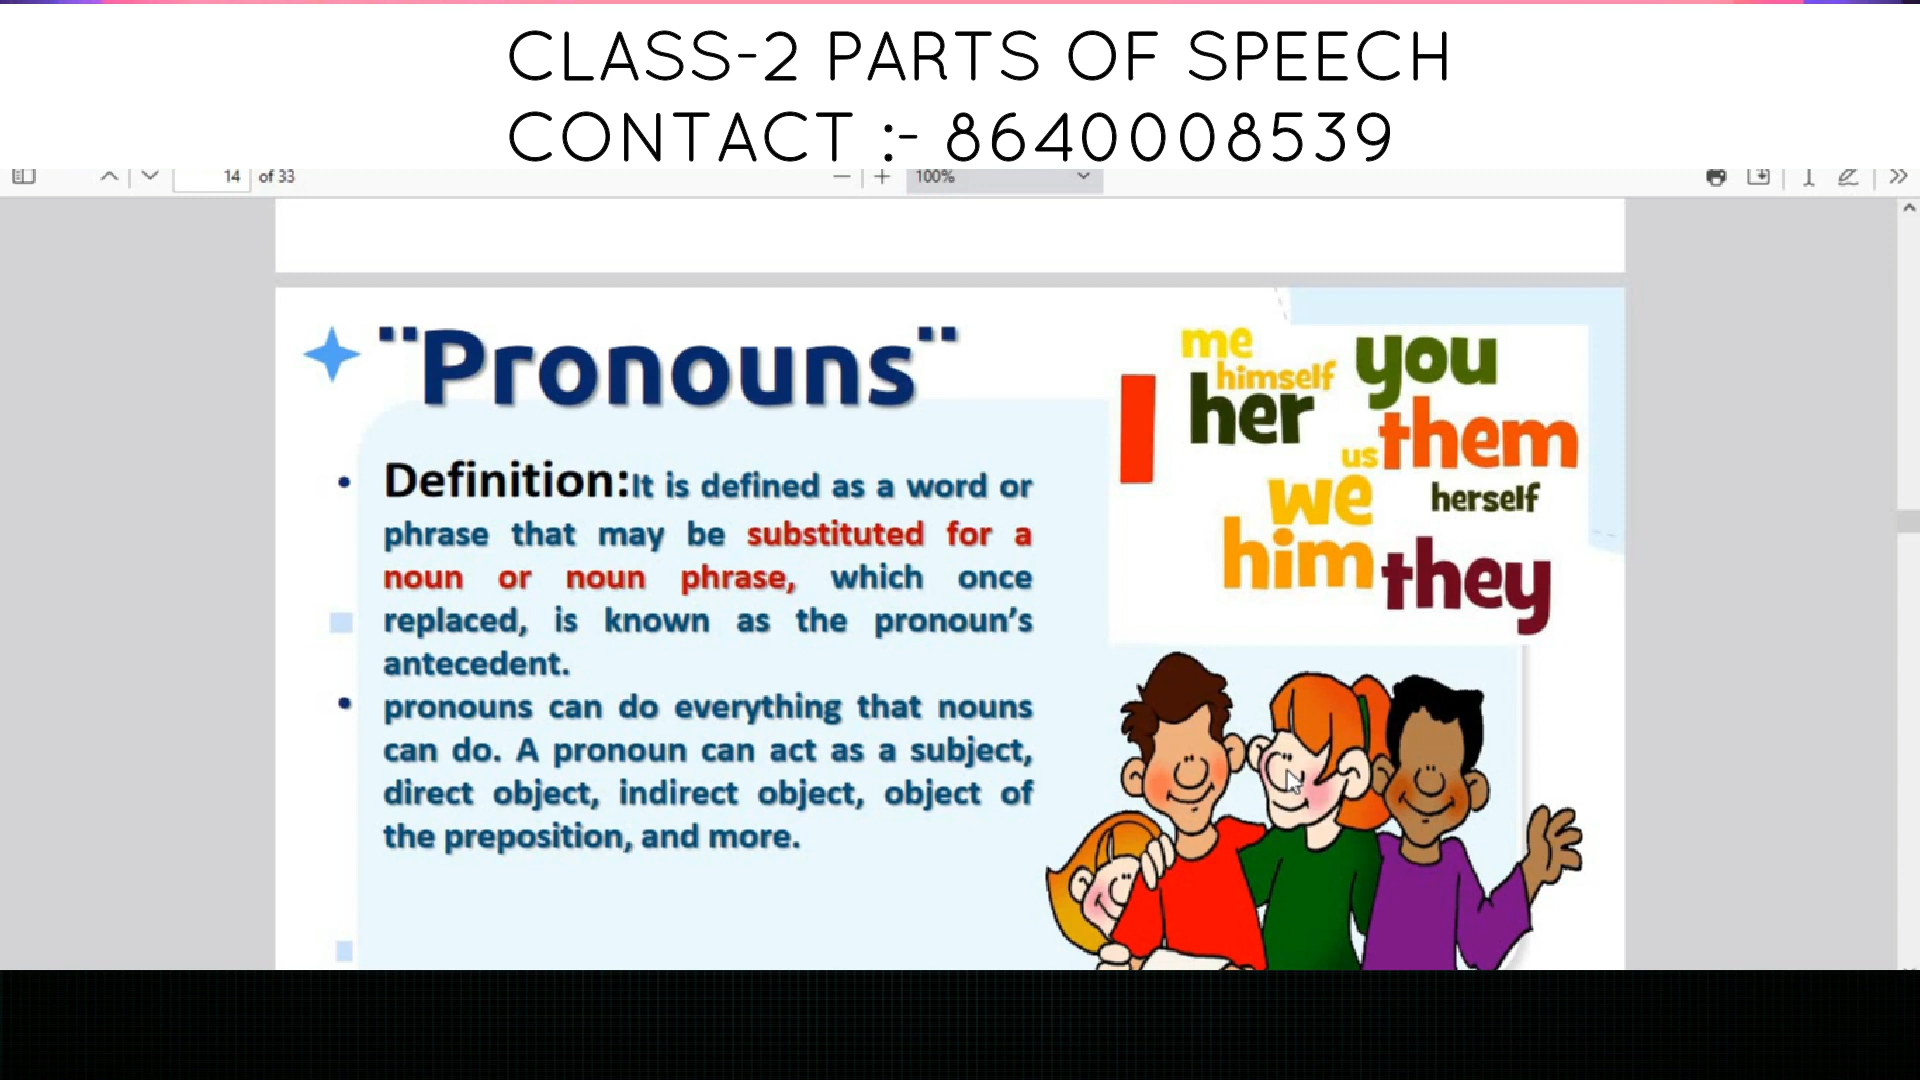 CLASS-2 PARTS OF SPEECH
CONTACT :- 8640008539
14 of 33
100%
¨Pronouns¨
• Definition:It is defined as a word or
phrase that may be substituted for a
noun or noun phrase, which once
replaced, is known as the pronoun’s
antecedent.
• pronouns can do everything that nouns
can do. A pronoun can act as a subject,
direct object, indirect object, object of
the preposition, and more.
me
himself
you
I
her
them
us
we
herself
him
they